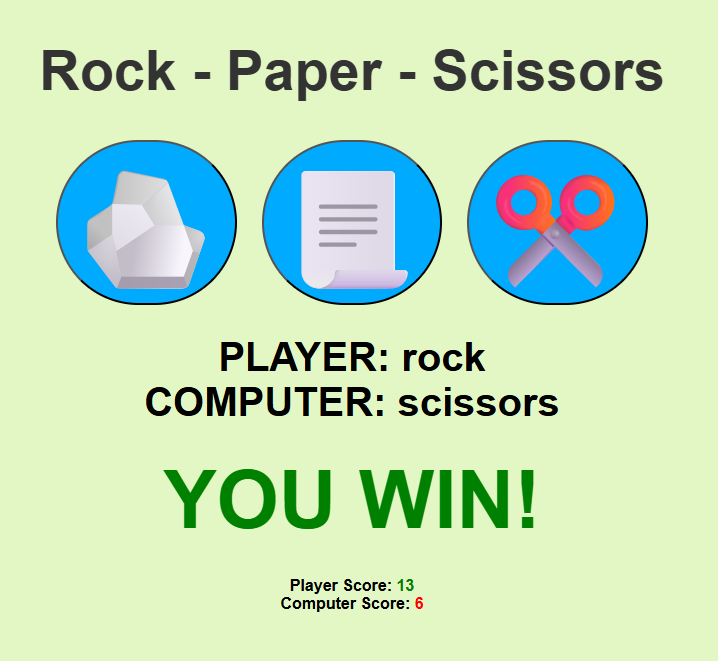 Rock - Paper - Scissors
PLAYER: rock
COMPUTER: scissors
YOU WIN!
Player Score: 13
Computer Score: 6